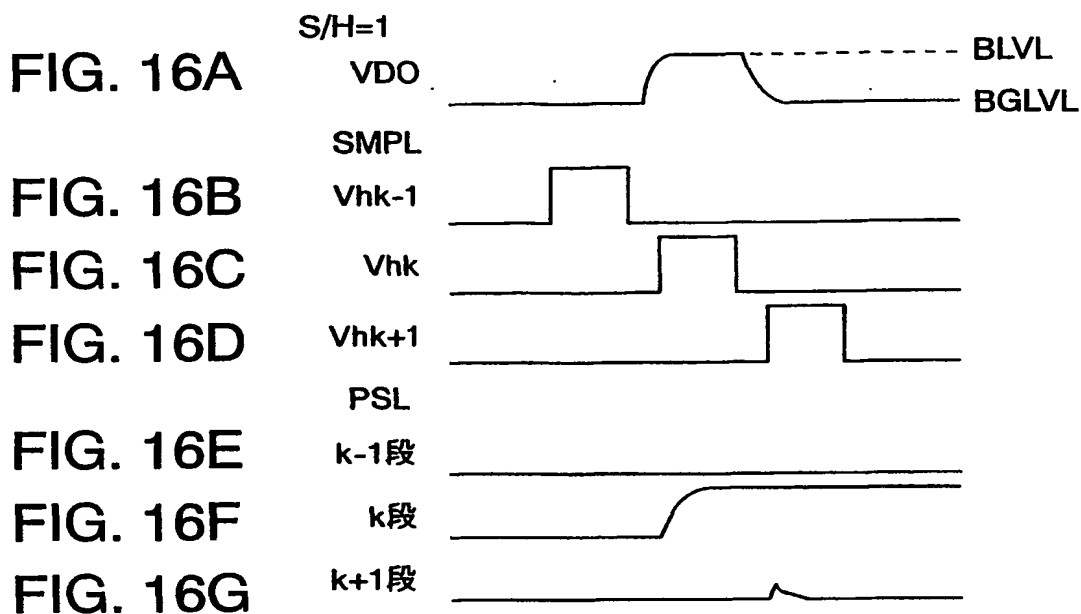 S/H=1
FIG. 16A VDO BLVL
BGLVL
SMPL
FIG. 16B Vhk-1
FIG. 16C Vhk
FIG. 16D Vhk+1
PSL
FIG. 16E k-1段
FIG. 16F k段
FIG. 16G k+1段